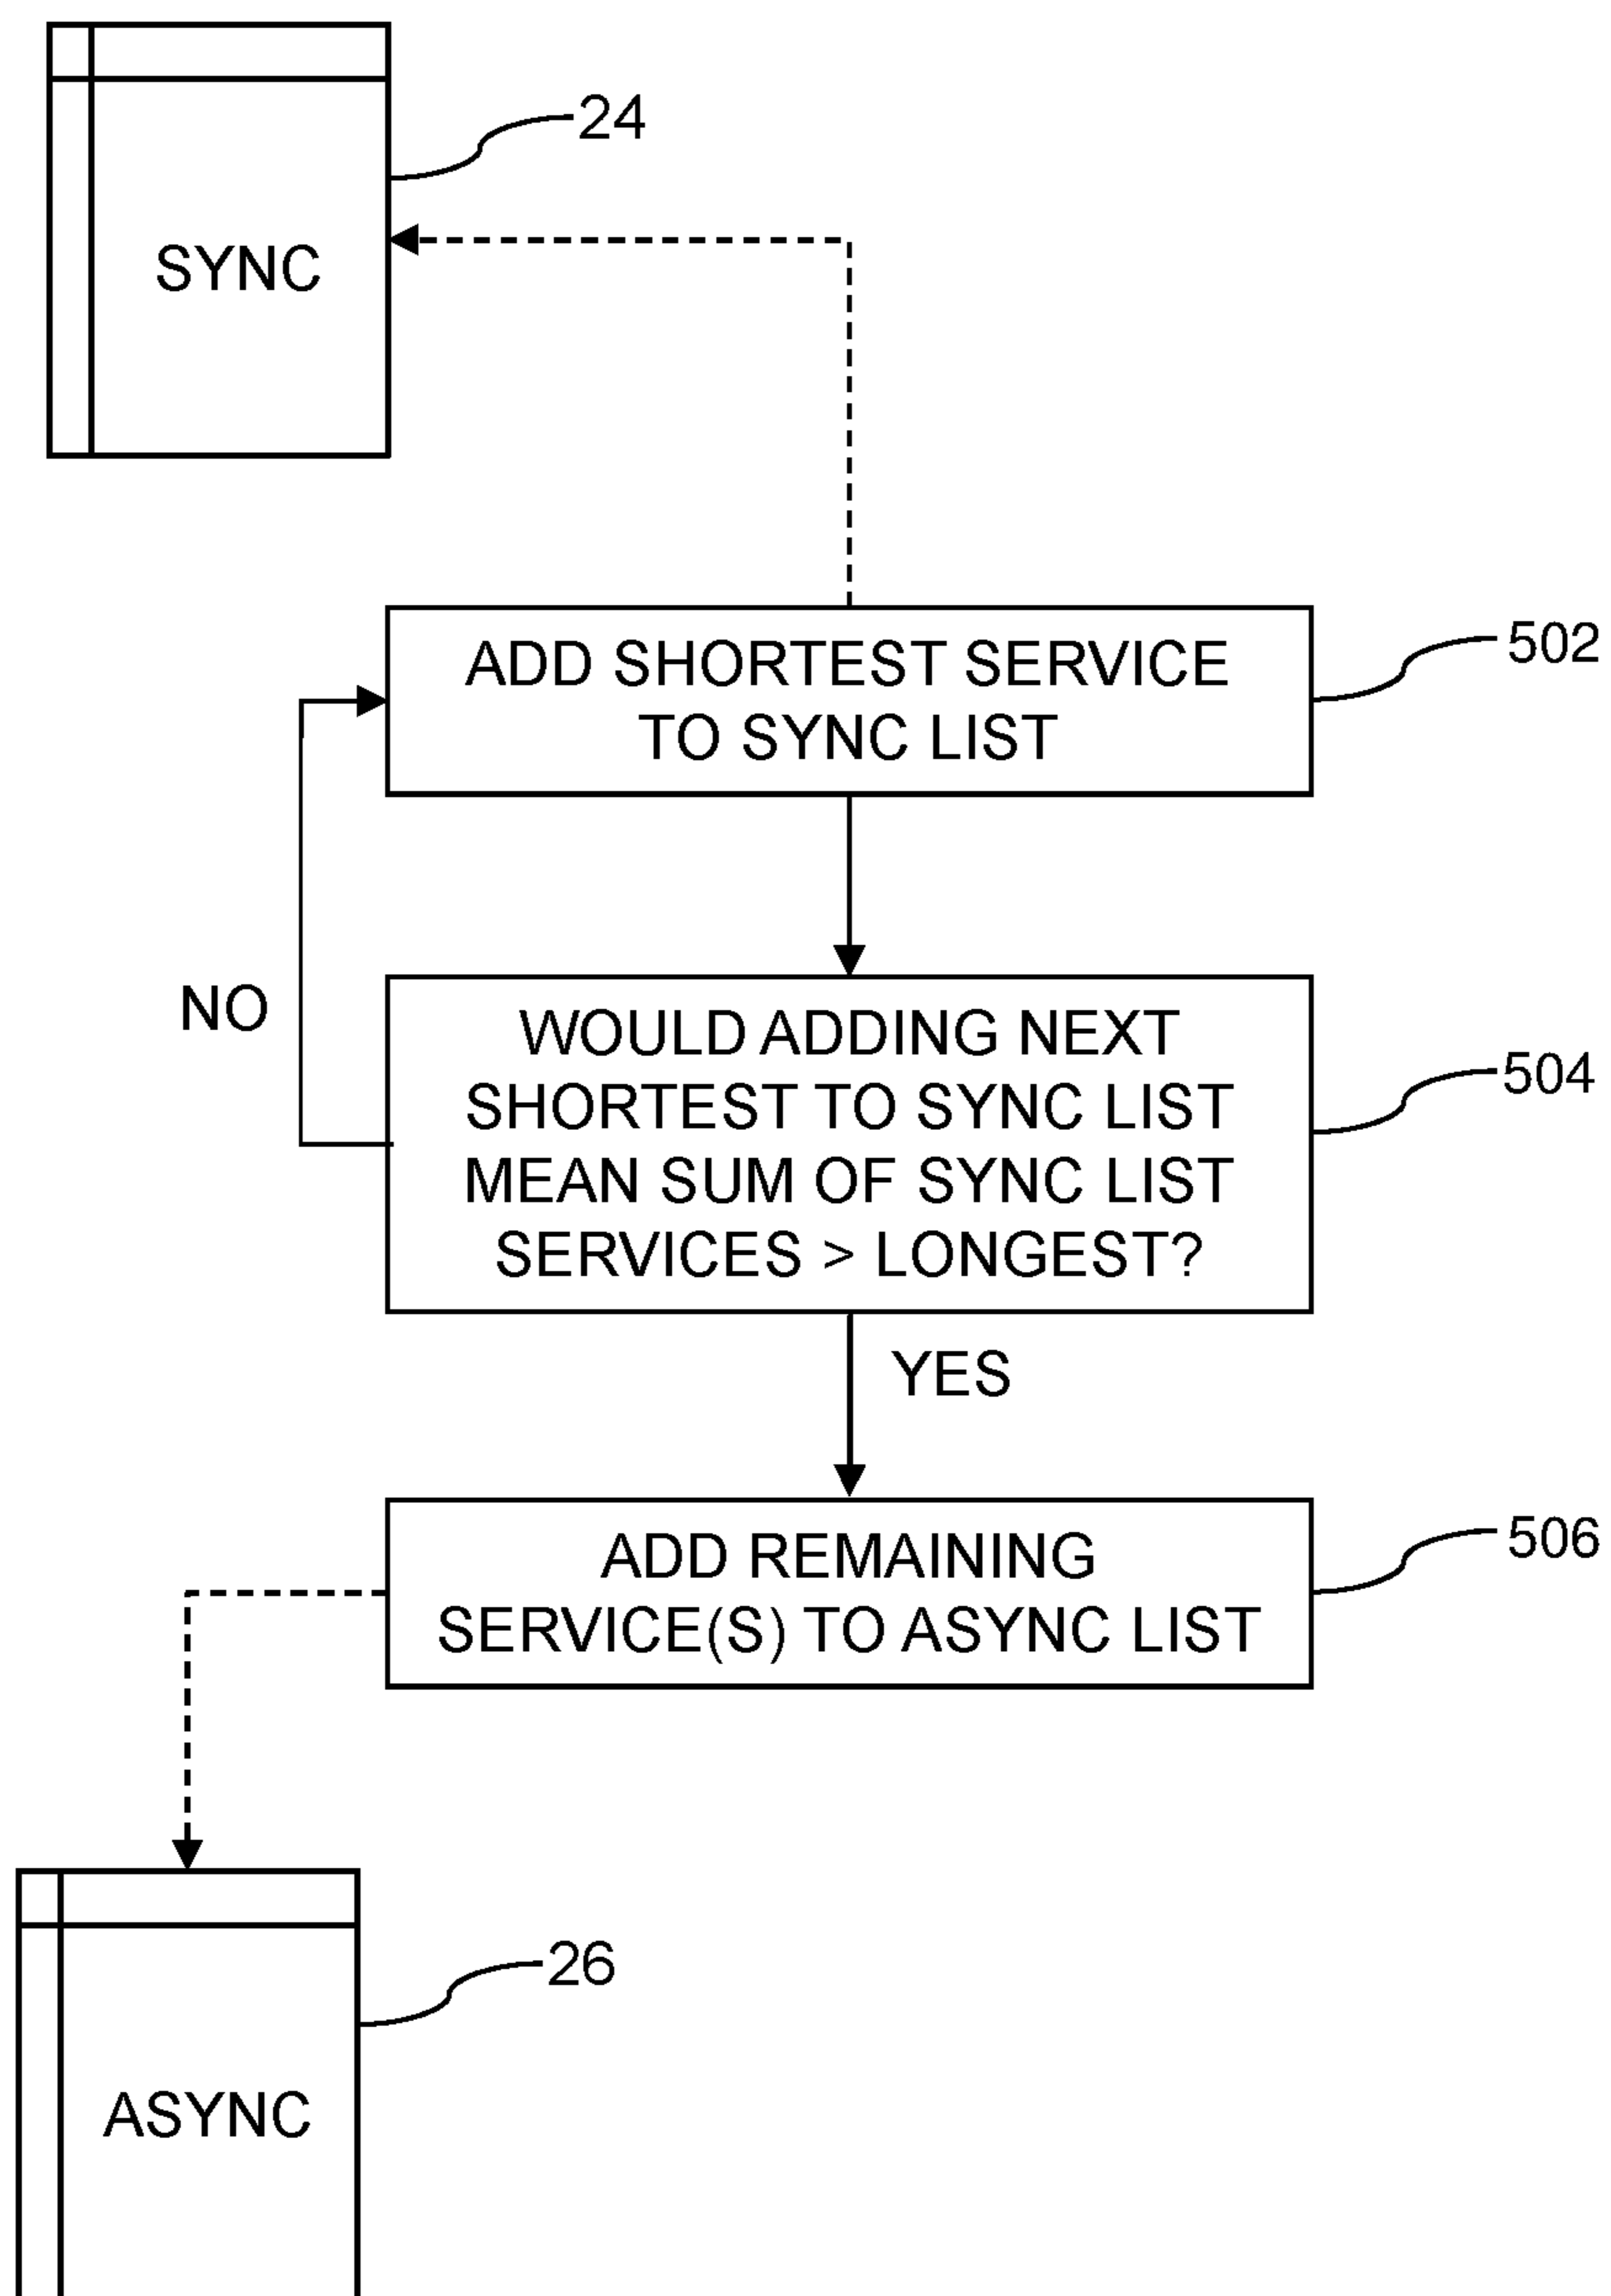 24
SYNC
502
ADD SHORTEST SERVICE
TO SYNC LIST
NO
WOULD ADDING NEXT
SHORTEST TO SYNC LIST
MEAN SUM OF SYNC LIST
SERVICES > LONGEST?
504
YES
506
ADD REMAINING
SERVICE(S) TO ASYNC LIST
26
ASYNC